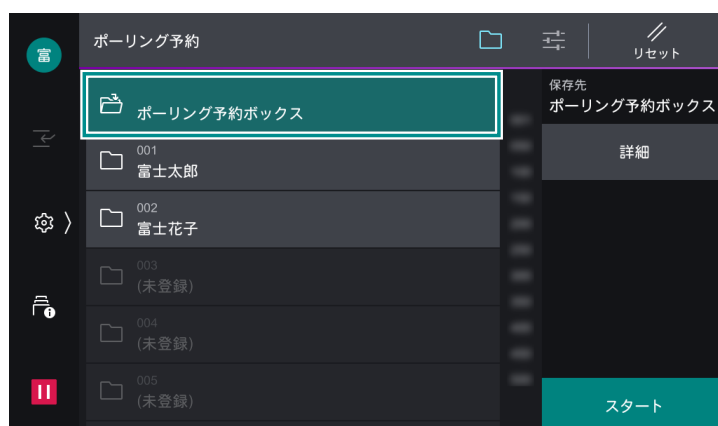 富
ポーリング予約
リセット
ポーリング予約ボックス
001
富士太郎
002
富士花子
003
(未登録)
004
(未登録)
005
(未登録)
保存先
ポーリング予約ボックス
詳細
スタート